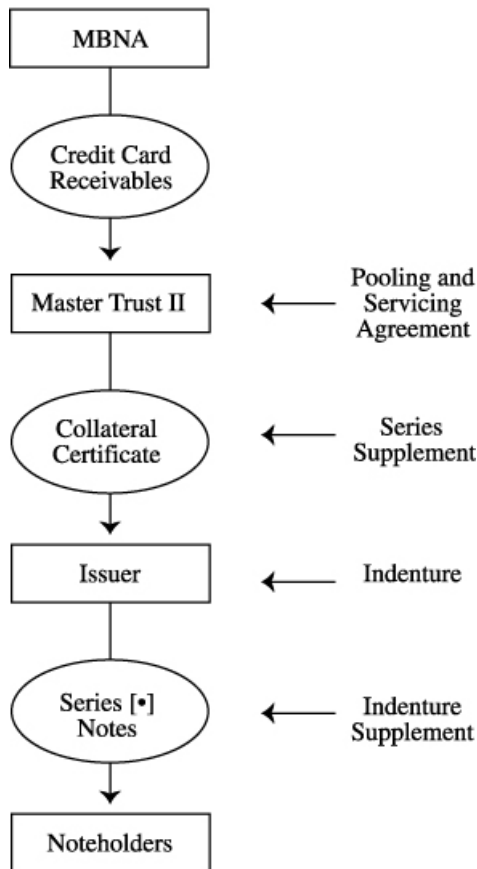 MBNA
Credit Card
Receivables
Master Trust II
Pooling and
Servicing
Agreement
Collateral
Certificate
Series
Supplement
Issuer
Indenture
Series [•]
Notes
Indenture
Supplement
Noteholders